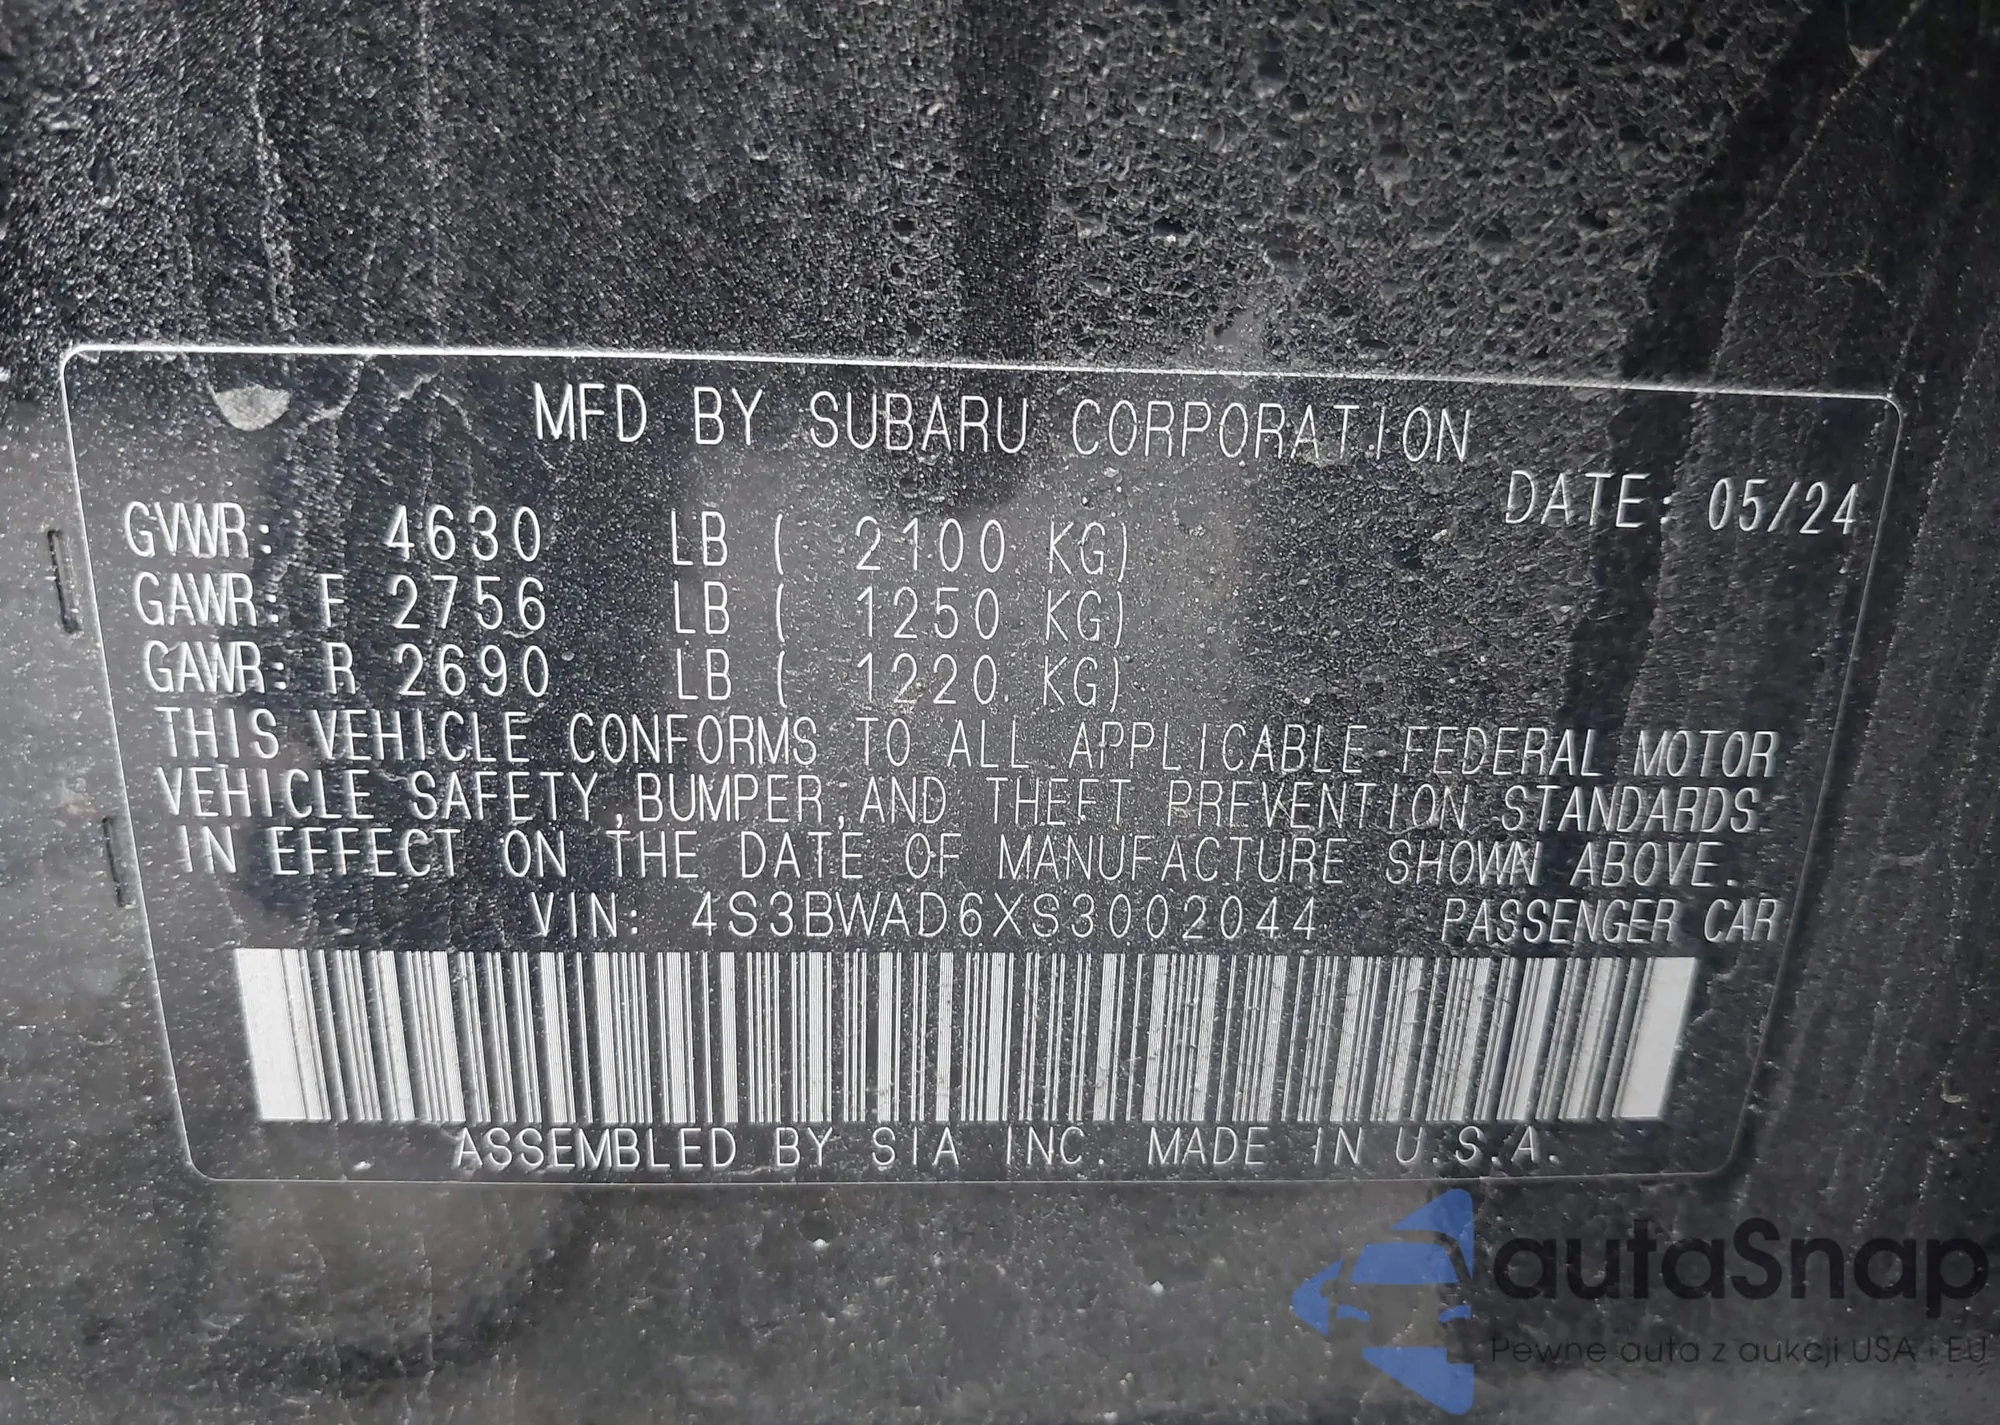 MFD BY SUBARU CORPORATION
DATE: 05/24
GVWR: 4630 LB ( 2100 KG)
GAWR: F 2756 LB ( 1250 KG)
GAWR: R 2690 LB ( 1220 KG)
THIS VEHICLE CONFORMS TO ALL APPLICABLE FEDERAL MOTOR
VEHICLE SAFETY, BUMPER, AND THEFT PREVENTION STANDARDS
IN EFFECT ON THE DATE OF MANUFACTURE SHOWN ABOVE.
VIN: 4S3BWAD6XS3002044 PASSENGER CAR
ASSEMBLED BY SIA INC. MADE IN U.S.A.
autaSnap
Pewne auta z aukcji USA i EU